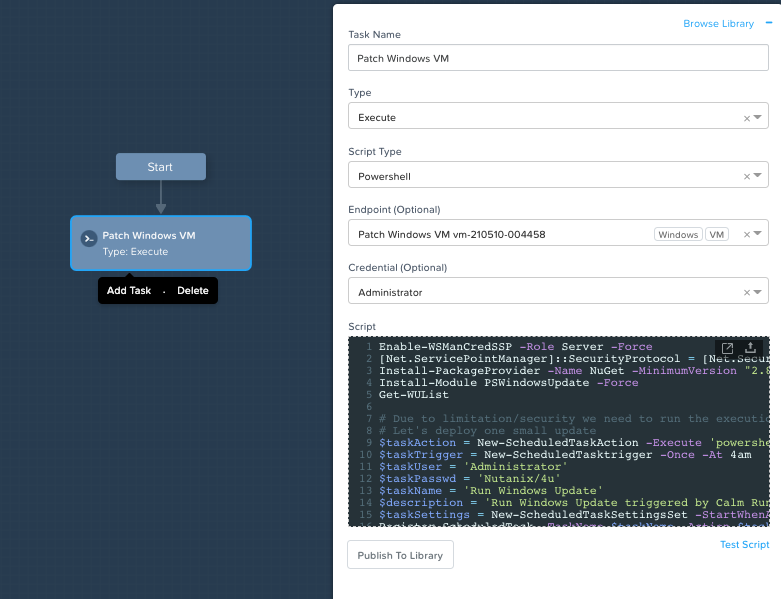 Browse Library
Task Name
Patch Windows VM
Type
Execute
Script Type
Powershell
Endpoint (Optional)
Patch Windows VM vm-210510-004458 Windows VM
Credential (Optional)
Administrator
Script
1 Enable-WSManCredSSP -Role Server -Force
2 [Net.ServicePointManager]::SecurityProtocol = [Net.Secur
3 Install-PackageProvider -Name NuGet -MinimumVersion "2.8
4 Install-Module PSWindowsUpdate -Force
5 Get-WUList
6
7 # Due to limitation/security we need to run the executio
8 # Let's deploy one small update
9 $taskAction = New-ScheduledTaskAction -Execute 'powershe
10 $taskTrigger = New-ScheduledTasktrigger -Once -At 4am
11 $taskUser = 'Administrator'
12 $taskPasswd = 'Nutanix/4u'
13 $taskName = 'Run Windows Update'
14 $description = 'Run Windows Update triggered by Calm Run
15 $taskSettings = New-ScheduledTaskSettingsSet -StartWhenA
Test Script
Publish To Library
Start
Patch Windows VM
Type: Execute
Add Task . Delete